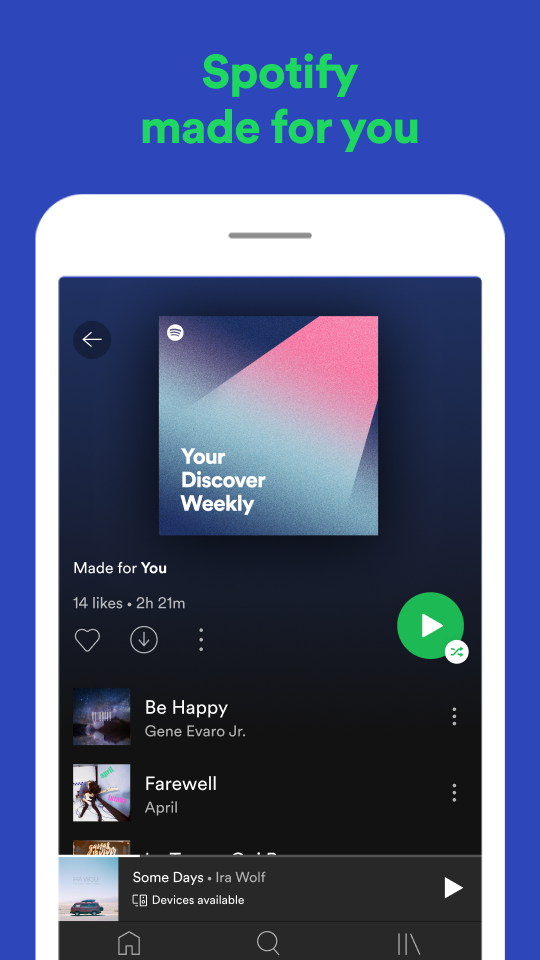 Spotify
made for you
Your
Discover
Weekly
Made for You
14 likes • 2h 21m
Be Happy
Gene Evaro Jr.
Farewell
April
Some Days • Ira Wolf
Devices available